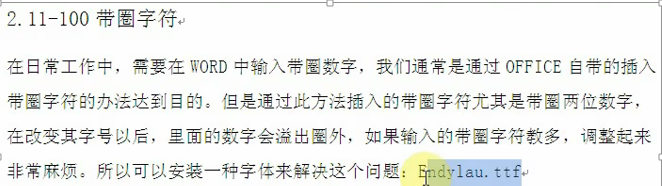 2.11-100 带圈字符
在日常工作中，需要在 WORD 中输入带圈数字，我们通常是通过 OFFICE 自带的插入
带圈字符的办法达到目的。但是通过此方法插入的带圈字符尤其是带圈两位数字，
在改变其字号以后，里面的数字会溢出圈外，如果输入的带圈字符教多，调整起来
非常麻烦。所以可以安装一种字体来解决这个问题：Endylau.ttf